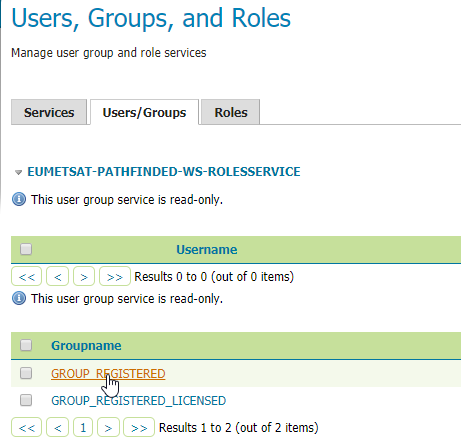 Users, Groups, and Roles
Manage user group and role services
Services Users/Groups Roles
EUMETSAT-PATHFINDED-WS-ROLESSERVICE
This user group service is read-only.
Username
<< < > >> Results 0 to 0 (out of 0 items)
This user group service is read-only.
Groupname
GROUP_REGISTERED
GROUP_REGISTERED_LICENSED
<< < 1 > >> Results 1 to 2 (out of 2 items)